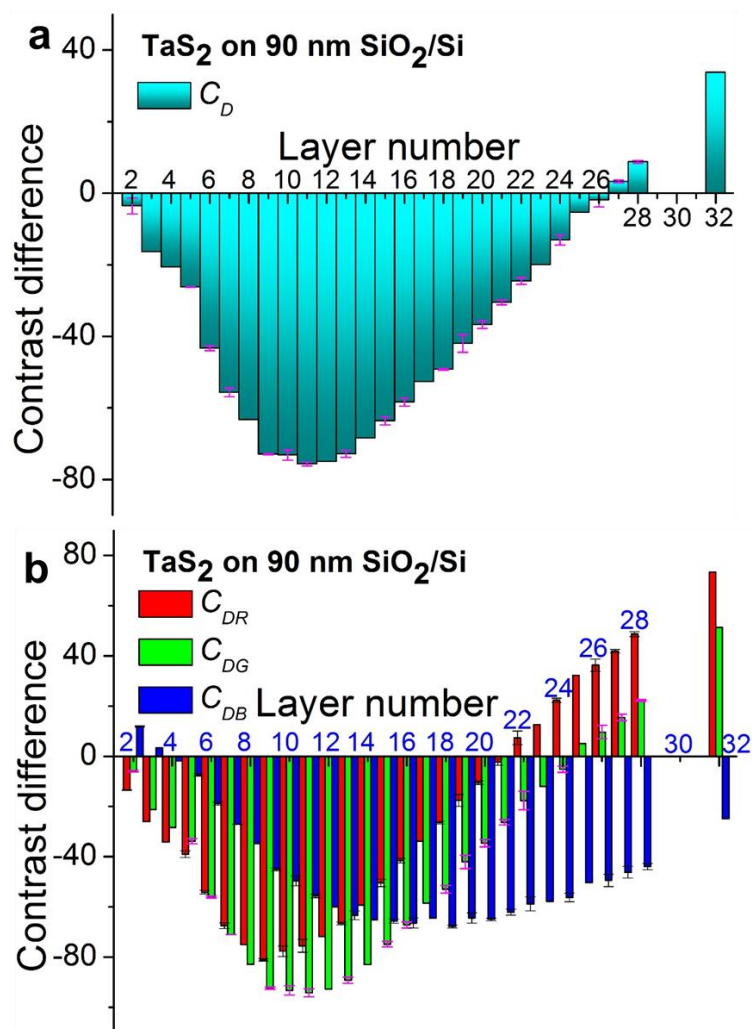 a
TaS2 on 90 nm SiO2/Si
CD
Layer number
Contrast difference
40
0
-40
-80
2 4 6 8 10 12 14 16 18 20 22 24 26
28 30 32
b
TaS2 on 90 nm SiO2/Si
CDR
CDG
CDB
Layer number
Contrast difference
80
40
0
-40
-80
2 4 6 8 10 12 14 16 18 20 22 24 26 28
30 32